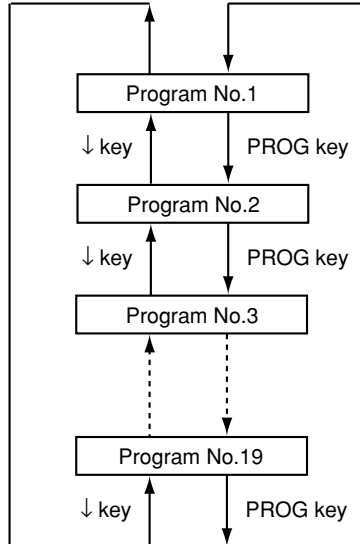 Program No.1
↓ key PROG key
Program No.2
↓ key PROG key
Program No.3
Program No.19
↓ key PROG key